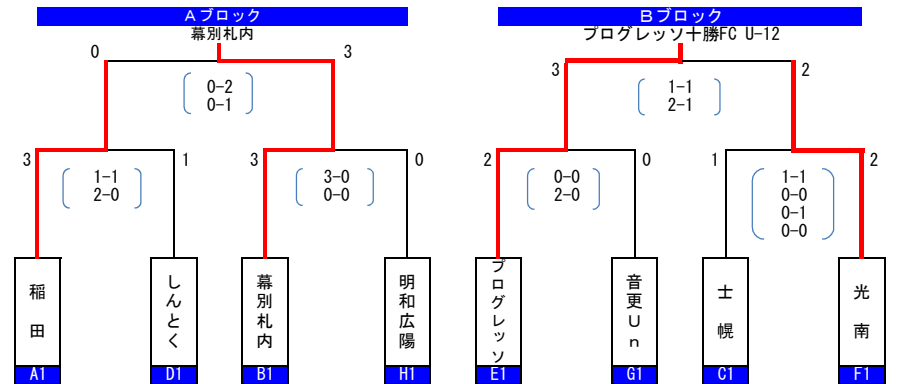 Aブロック
Bブロック
幕別札内
プログレッソ十勝FC U-12
0
3
3
2
0-2
0-1
1-1
2-1
3
1
3
0
2
0
1
2
1-1
2-0
3-0
0-0
0-0
2-0
1-1
0-0
0-1
0-0
稲田
しんとく
幕別札内
明和広陽
プログレッソ
音更Un
士幌
光南
A1
D1
B1
H1
E1
G1
C1
F1